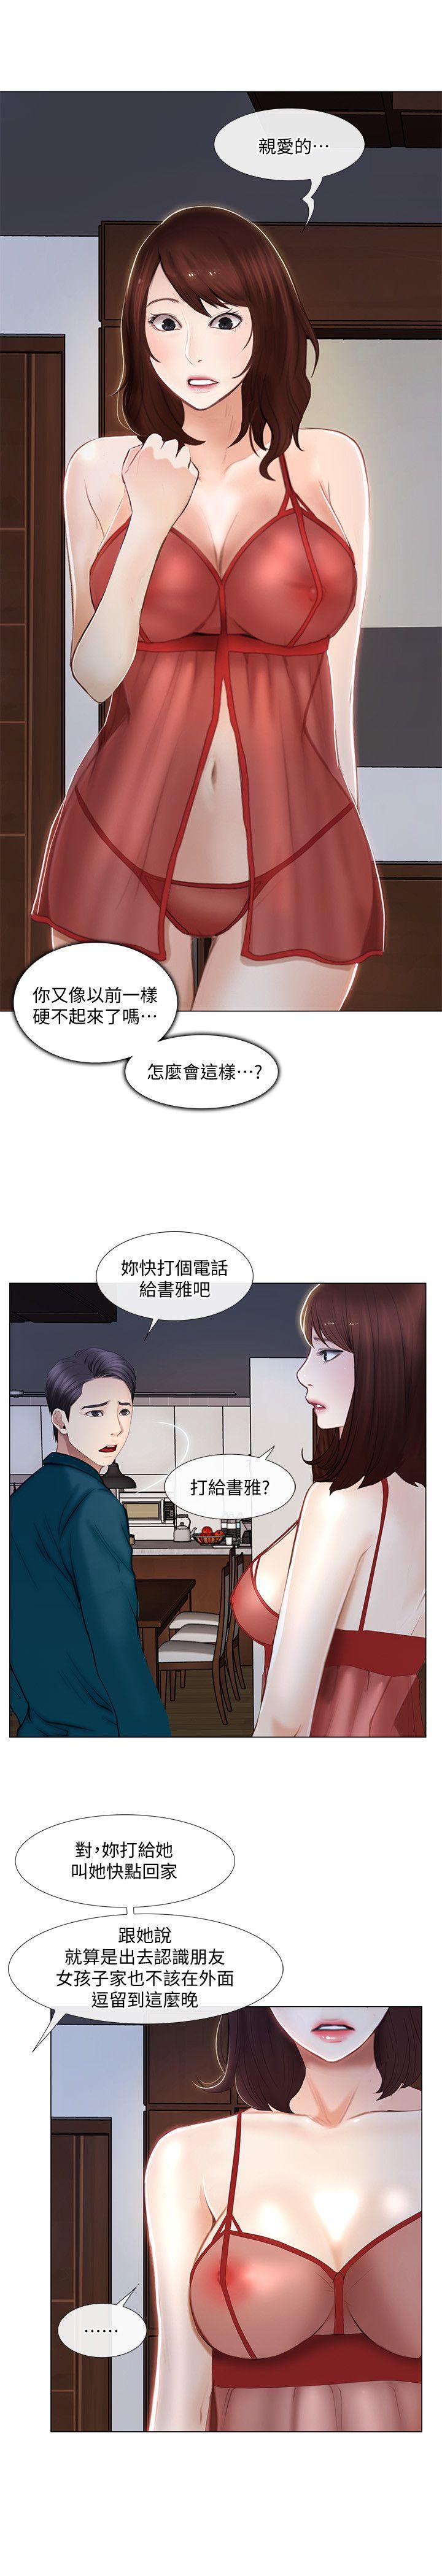 親愛的…
你又像以前一樣
硬不起來了嗎…
怎麼會這樣…?
妳快打個電話
給書雅吧
打給書雅?
對,妳打給她
叫她快點回家
跟她說
就算是出去認識朋友
女孩子家也不該在外面
逗留到這麼晚
……